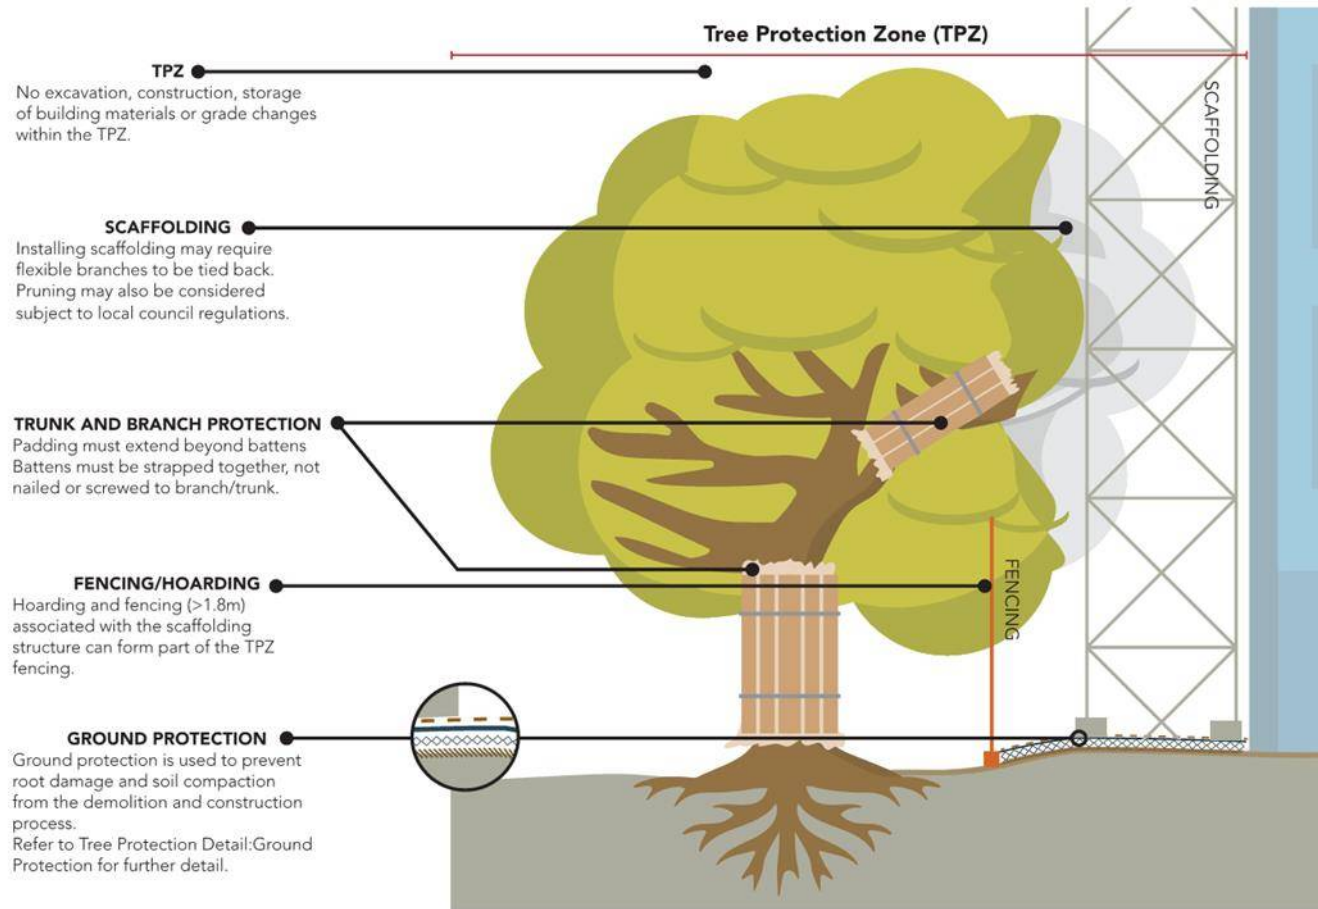 Tree Protection Zone (TPZ)
TPZ
No excavation, construction, storage
of building materials or grade changes
within the TPZ.
SCAFFOLDING
SCAFFOLDING
Installing scaffolding may require
flexible branches to be tied back.
Pruning may also be considered
subject to local council regulations.
TRUNK AND BRANCH PROTECTION
Padding must extend beyond battens
Battens must be strapped together, not
nailed or screwed to branch/trunk.
FENCING/HOARDING
Hoarding and fencing (>1.8m)
associated with the scaffolding
structure can form part of the TPZ
fencing.
FENCING
GROUND PROTECTION
Ground protection is used to prevent
root damage and soil compaction
from the demolition and construction
process.
Refer to Tree Protection Detail:Ground
Protection for further detail.